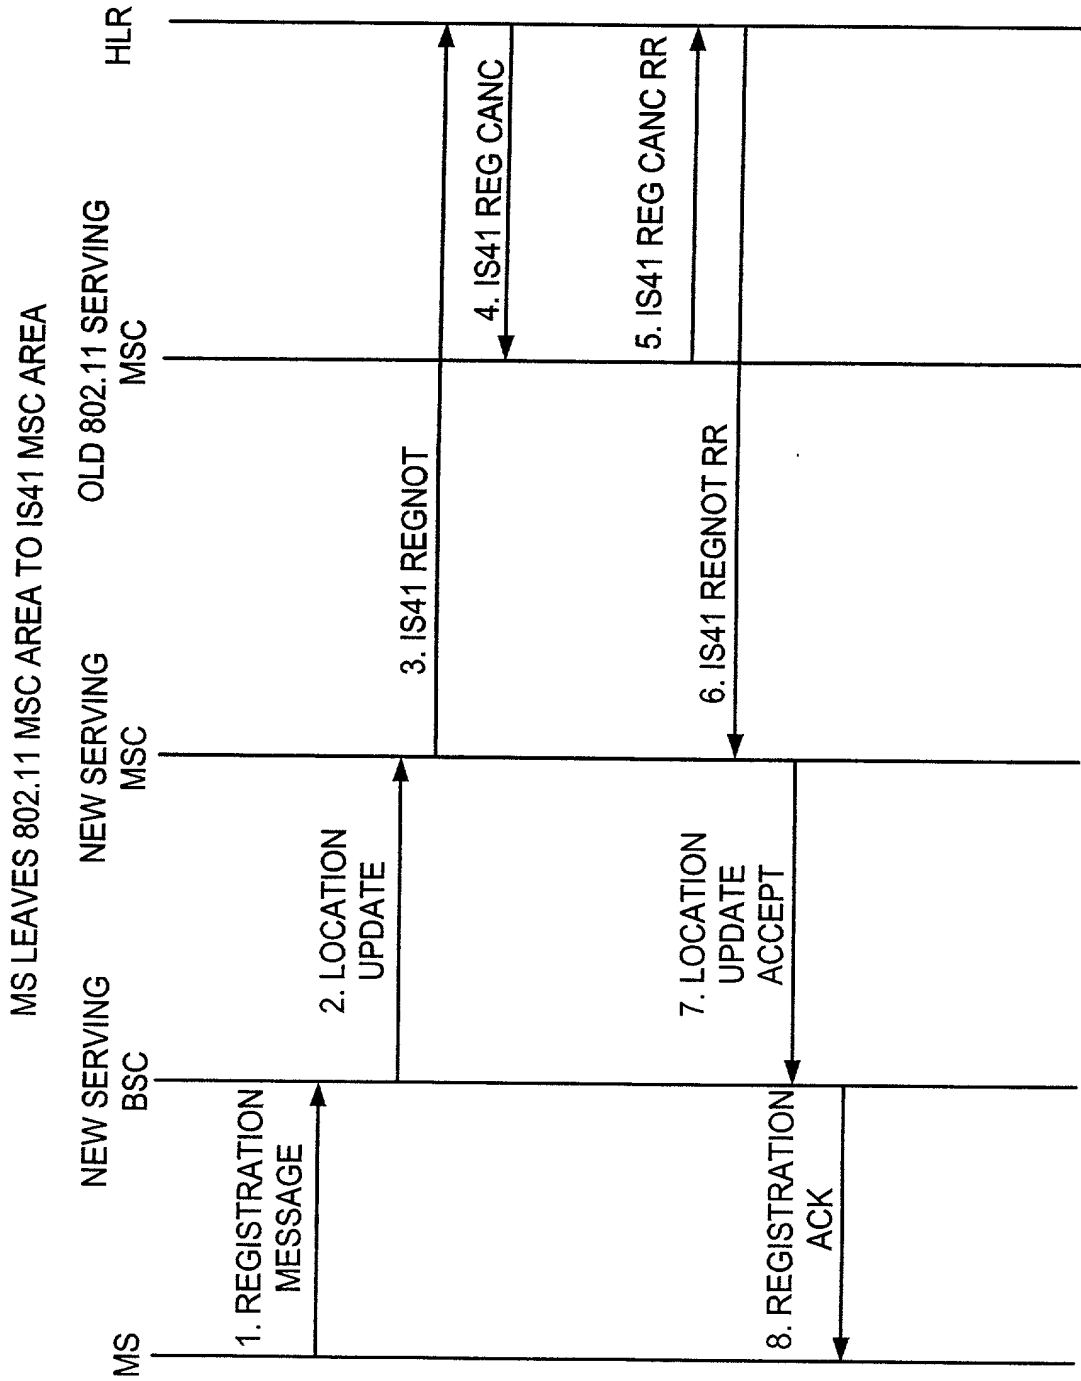 MS LEAVES 802.11 MSC AREA TO IS41 MSC AREA
MS
NEW SERVING
BSC
NEW SERVING
MSC
OLD 802.11 SERVING
MSC
HLR
1. REGISTRATION
MESSAGE
2. LOCATION
UPDATE
3. IS41 REGNOT
4. IS41 REG CANC
5. IS41 REG CANC RR
6. IS41 REGNOT RR
7. LOCATION
UPDATE
ACCEPT
8. REGISTRATION
ACK